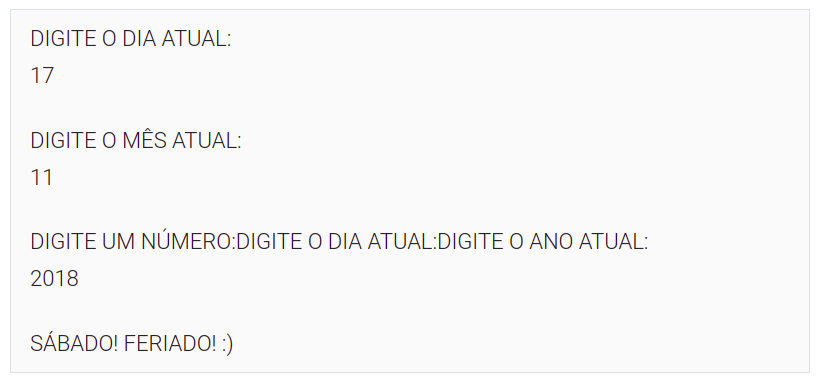 DIGITE O DIA ATUAL:
17
DIGITE O MÊS ATUAL:
11
DIGITE UM NÚMERO:DIGITE O DIA ATUAL:DIGITE O ANO ATUAL:
2018
SÁBADO! FERIADO! :)